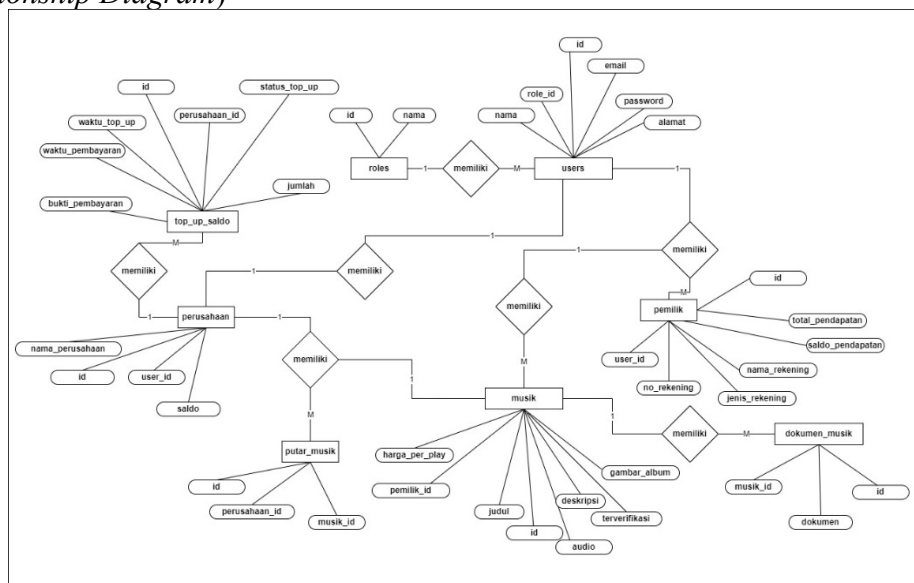 onship Diagram)
id
email
id
status_top_up
role_id
password
perusahaan_id
id
nama
nama
alamat
waktu_top_up
waktu_pembayaran
roles
1
memiliki
M
users
jumlah
bukti_pembayaran
top_up_saldo
1
M
1
1
memiliki
1
memiliki
memiliki
id
M
memiliki
1
perusahaan
1
pemilik
total_pendapatan
nama_perusahaan
saldo_pendapatan
memiliki
user_id
id
user_id
nama_rekening
M
no_rekening
saldo
jenis_rekening
1
musik
1
M
memiliki
M
dokumen_musik
putar_musik
harga_per_play
gambar_album
id
pemilik_id
musik_id
deskripsi
id
perusahaan_id
judul
terverifikasi
musik_id
id
dokumen
audio